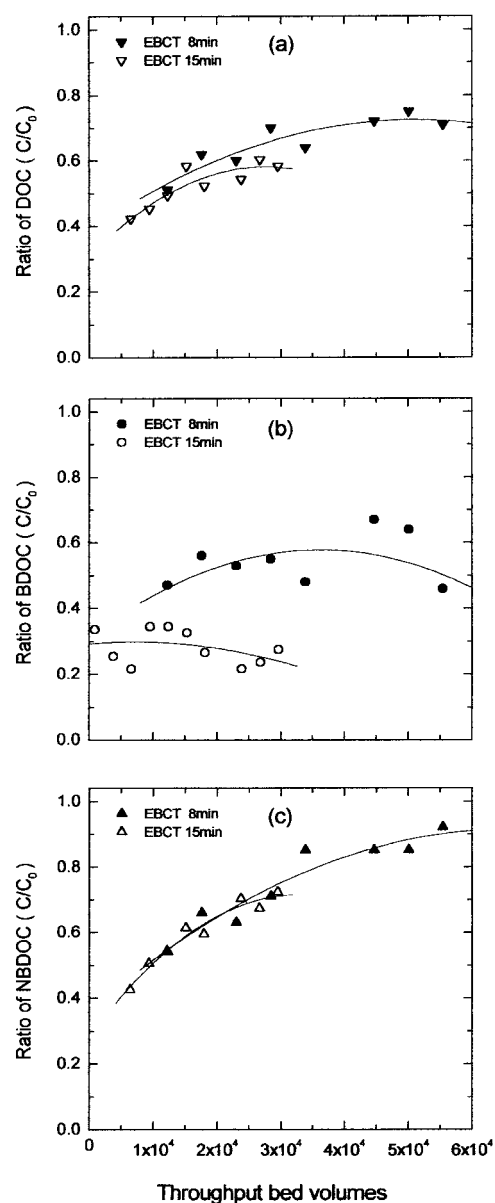 (a)
EBCT 8min
EBCT 15min
1.0
0.8
0.6
0.4
0.2
0.0
Ratio of DOC ( C/C₀ )
(b)
EBCT 8min
EBCT 15min
1.0
0.8
0.6
0.4
0.2
0.0
Ratio of BDOC ( C/C₀ )
(c)
EBCT 8min
EBCT 15min
1.0
0.8
0.6
0.4
0.2
0.0
Ratio of NBDOC ( C/C₀ )
0 1x10⁴ 2x10⁴ 3x10⁴ 4x10⁴ 5x10⁴ 6x10⁴
Throughput bed volumes